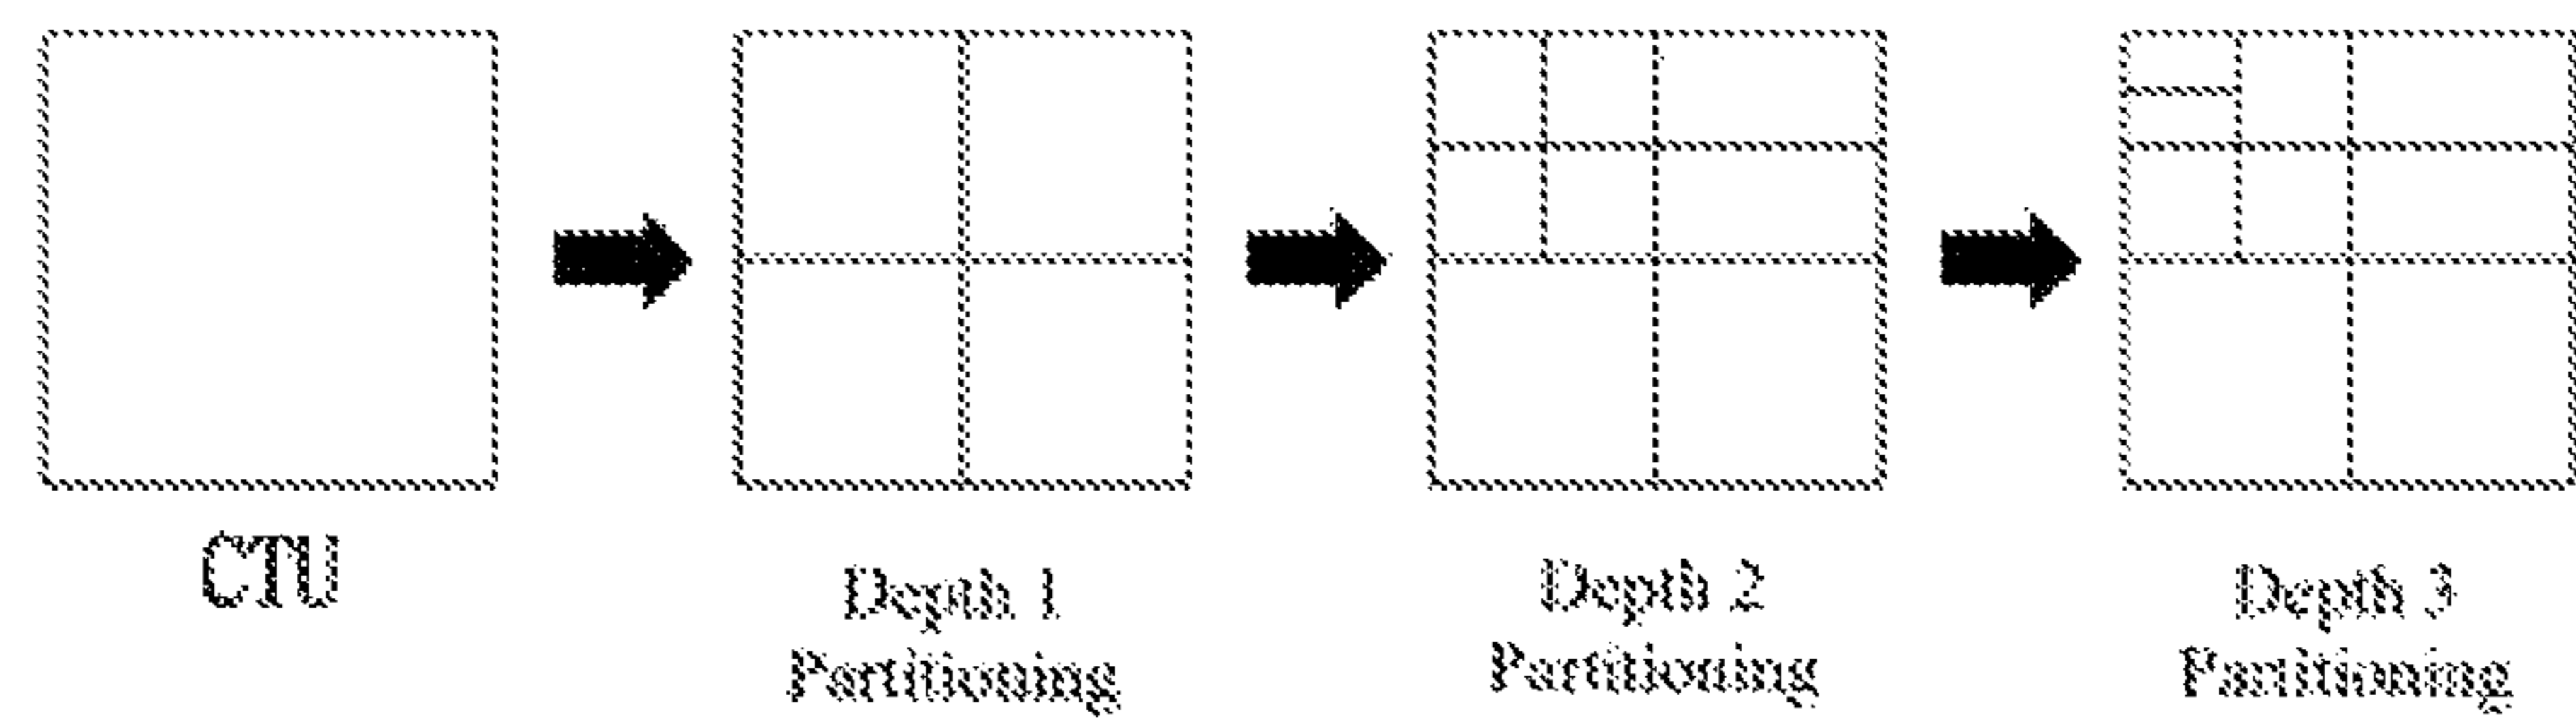 CTU
Depth 1
Partitioning
Depth 2
Partitioning
Depth 3
Partitioning